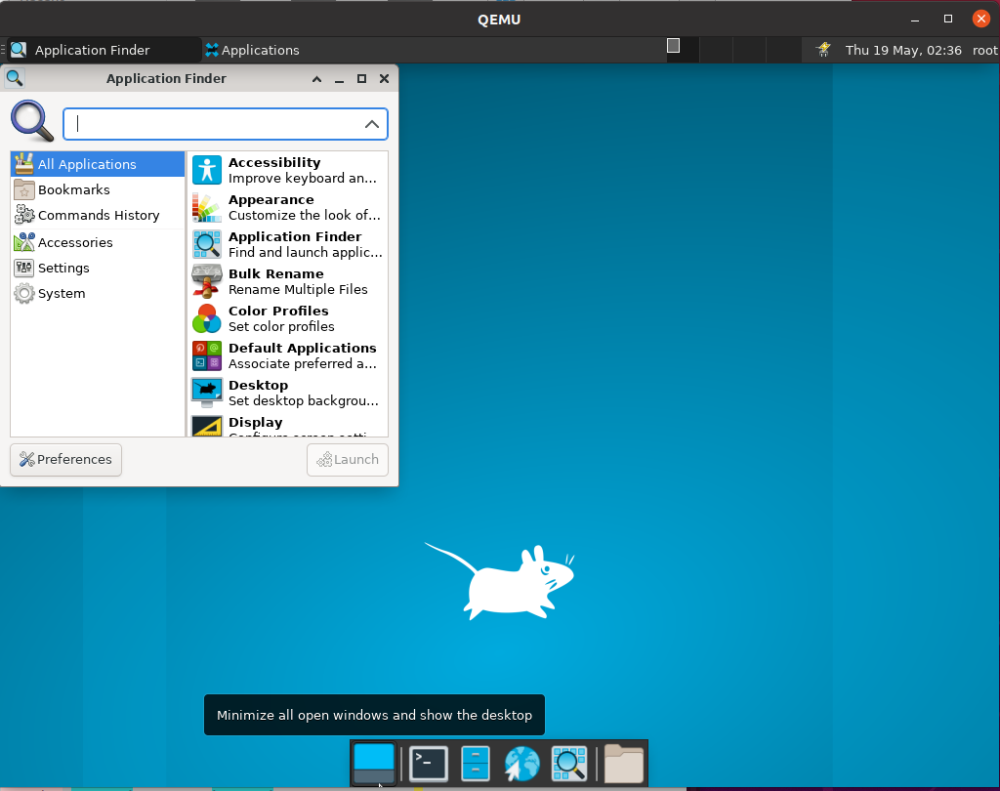 QEMU
Application Finder
Applications
Thu 19 May, 02:36
root
Application Finder
All Applications
Bookmarks
Commands History
Accessories
Settings
System
Accessibility
Improve keyboard an...
Appearance
Customize the look of...
Application Finder
Find and launch applic...
Bulk Rename
Rename Multiple Files
Color Profiles
Set color profiles
Default Applications
Associate preferred a...
Desktop
Set desktop backgrou...
Display
Preferences
Launch
Minimize all open windows and show the desktop